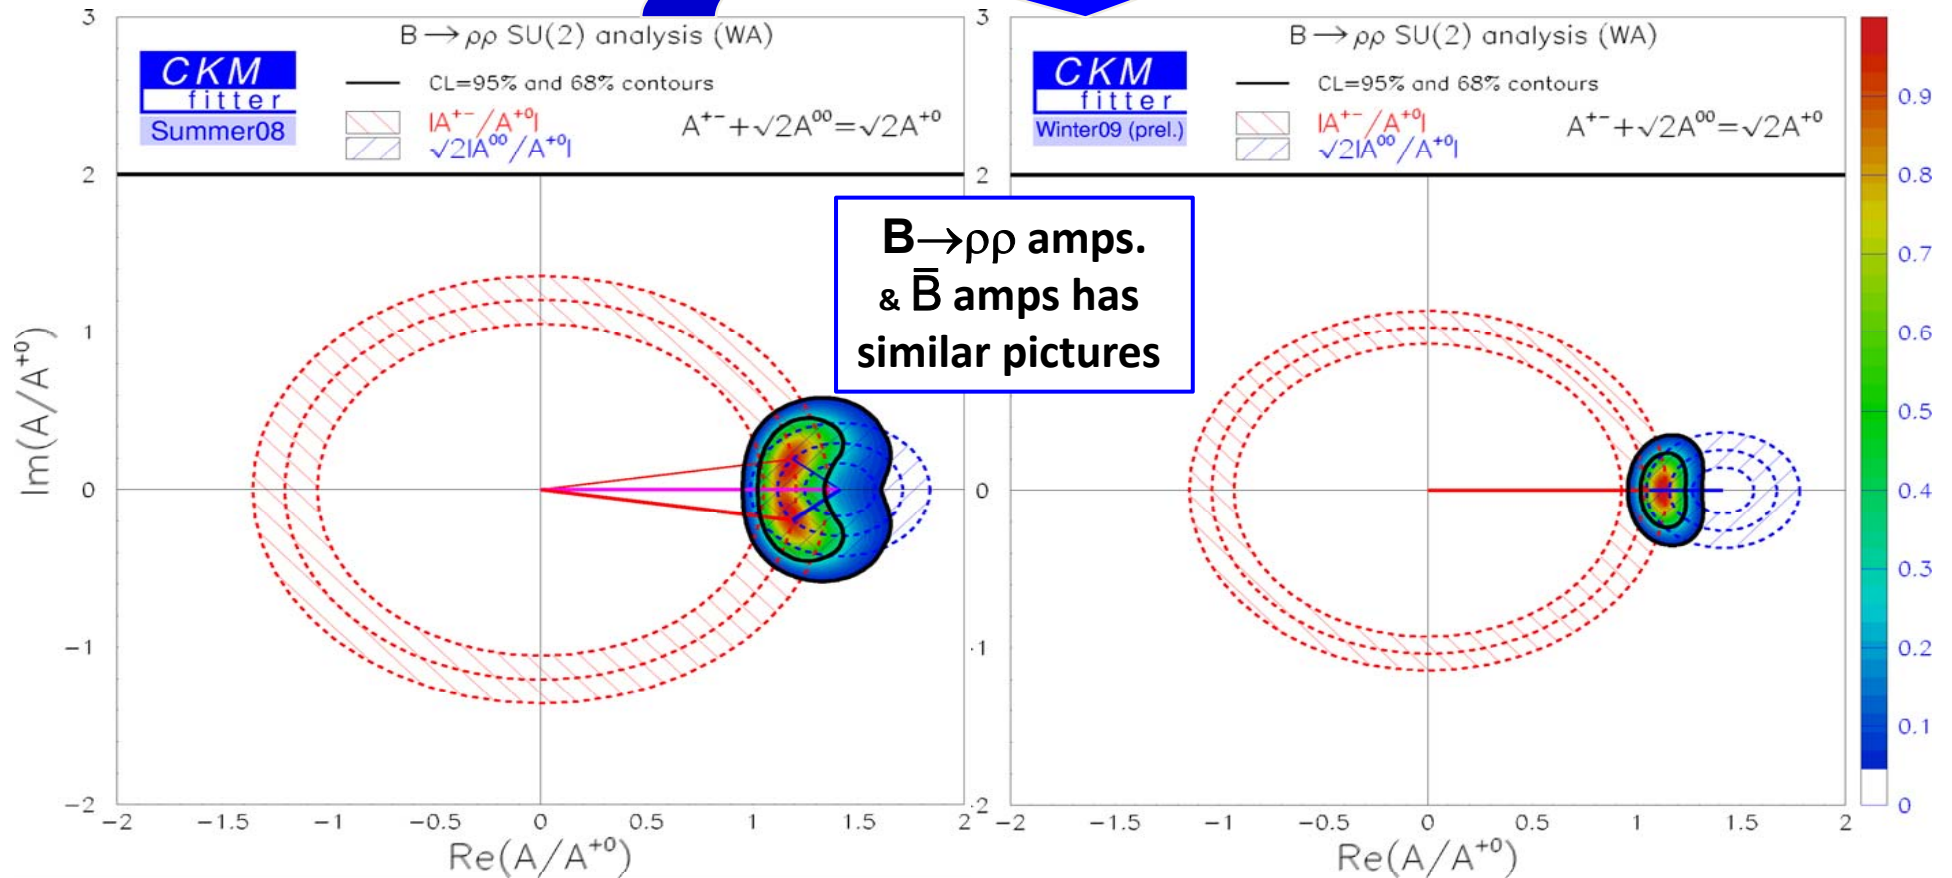 B→ρρ SU(2) analysis (WA)
CKM
fitter
Summer08
CL=95% and 68% contours
|A⁺⁻/A⁺⁰|
√2|A⁰⁰/A⁺⁰|
A⁺⁻+√2A⁰⁰=√2A⁺⁰
3
2
1
0
−1
−2
Im(A/A⁺⁰)
−2 −1.5 −1 −0.5 0 0.5 1 1.5 2
Re(A/A⁺⁰)
B→ρρ amps.
& B̅ amps has
similar pictures
B→ρρ SU(2) analysis (WA)
CKM
fitter
Winter09 (prel.)
CL=95% and 68% contours
|A⁺⁻/A⁺⁰|
√2|A⁰⁰/A⁺⁰|
A⁺⁻+√2A⁰⁰=√2A⁺⁰
3
2
1
0
-1
-2
−2 −1.5 −1 −0.5 0 0.5 1 1.5 2
Re(A/A⁺⁰)
0.9
0.8
0.7
0.6
0.5
0.4
0.3
0.2
0.1
0